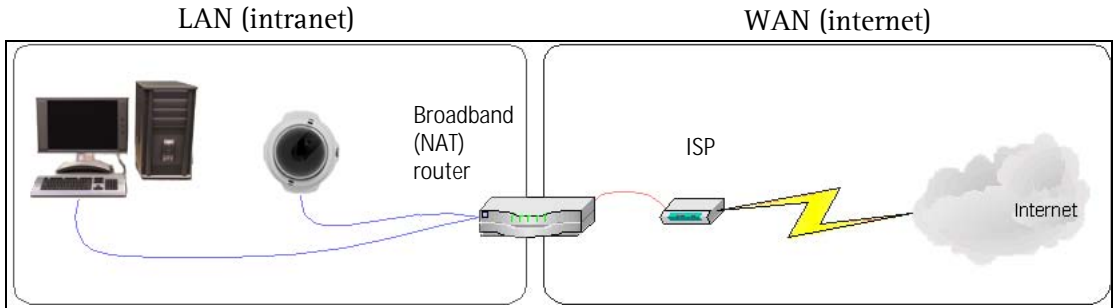 LAN (intranet)
WAN (internet)
Broadband
(NAT)
router
ISP
Internet